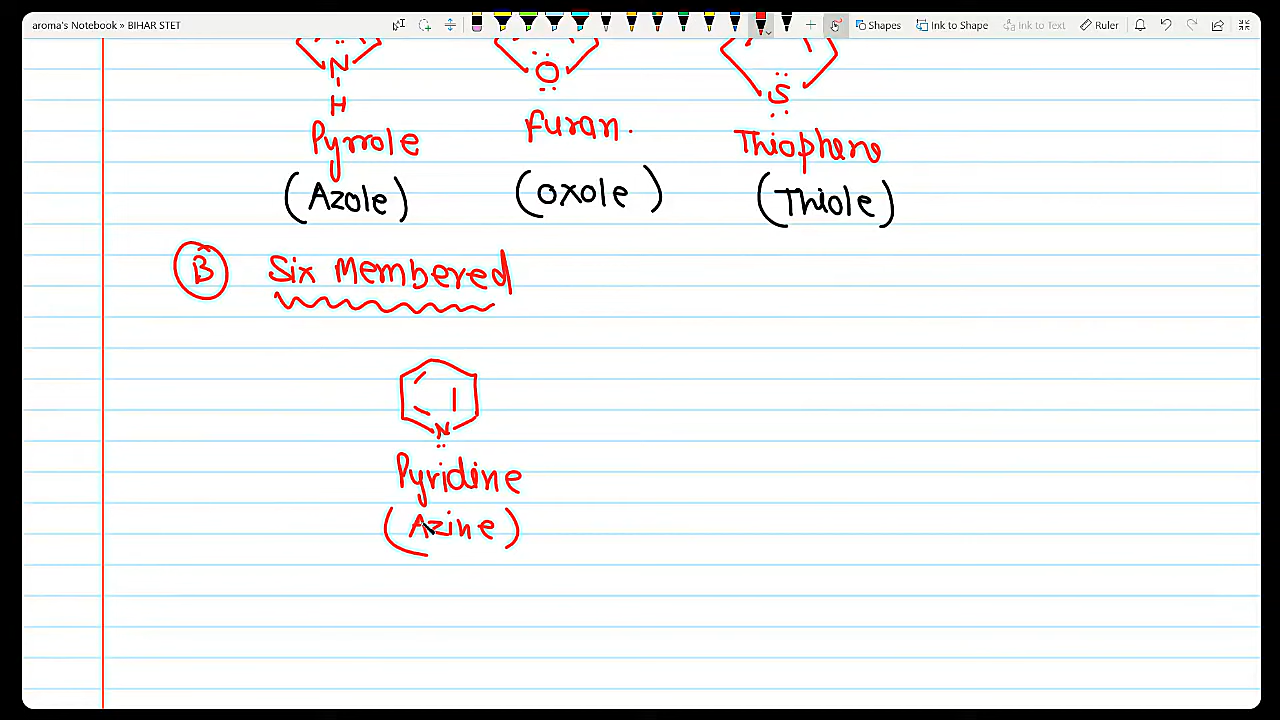 aroma's Notebook » BIHAR STET
Shapes
Ink to Shape
Ink to Text
Ruler
N O S
H
Pyrrole Furan. Thiophene
(Azole) (Oxole) (Thiole)
B Six Membered
N
Pyridine
(Azine)